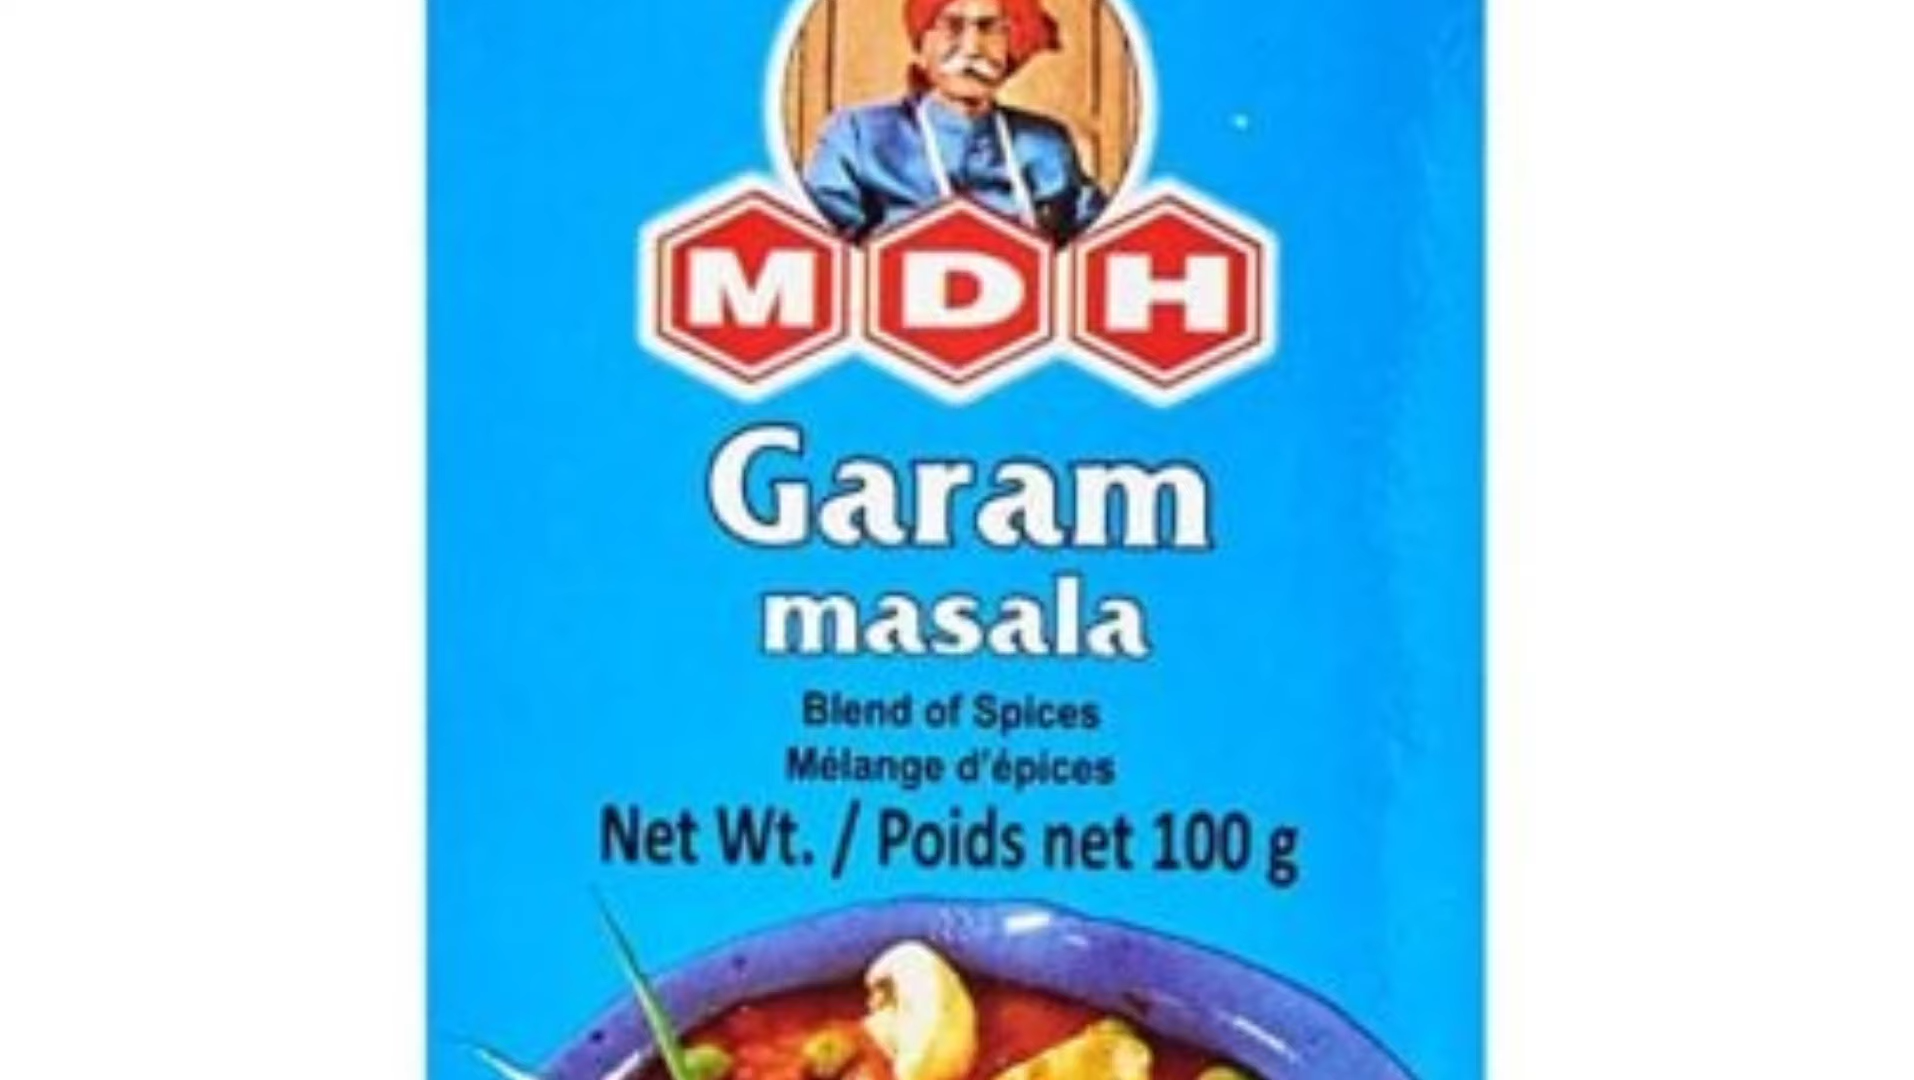 MDH
Garam
masala
Blend of Spices
Mélange d'épices
Net Wt. / Poids net 100 g